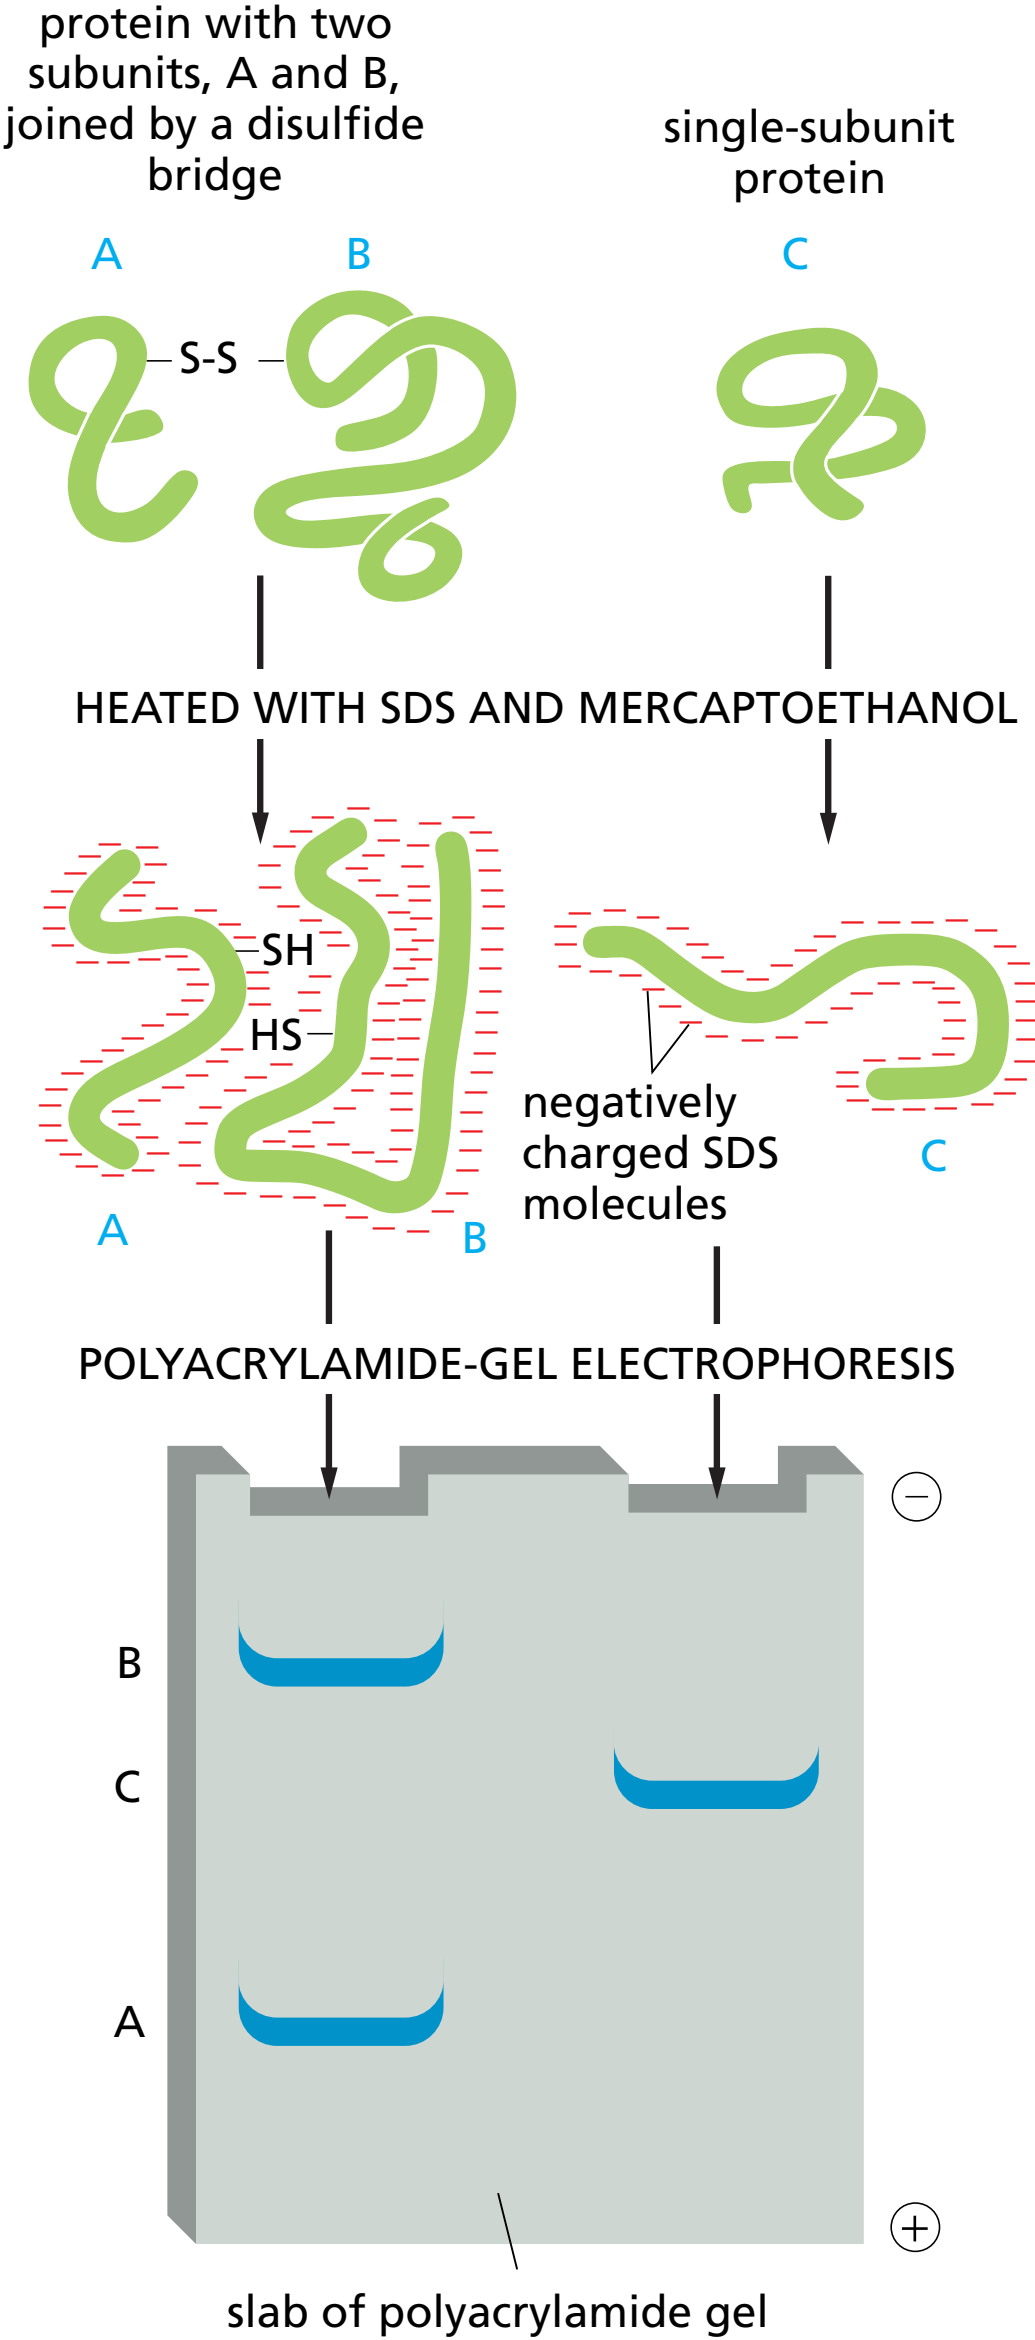 protein with two
subunits, A and B,
joined by a disulfide
bridge
single-subunit
protein
A
B
C
S-S
HEATED WITH SDS AND MERCAPTOETHANOL
SH
HS
negatively
charged SDS
molecules
A
B
C
POLYACRYLAMIDE-GEL ELECTROPHORESIS
−
B
C
A
+
slab of polyacrylamide gel